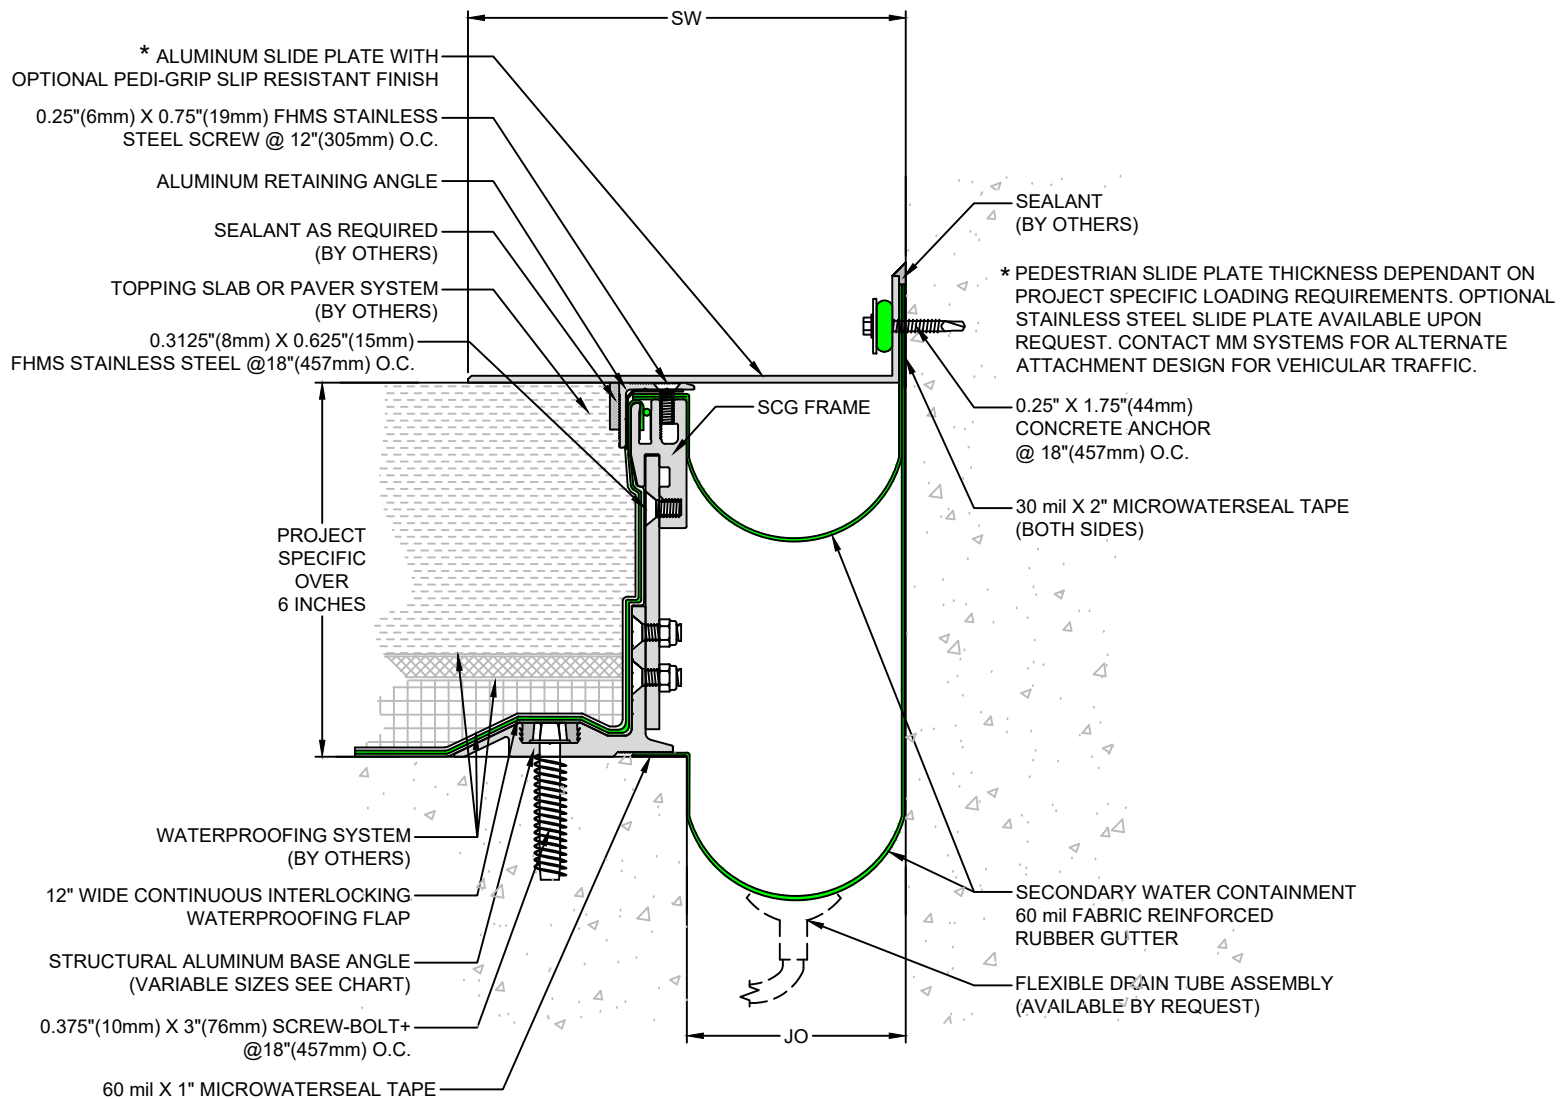 SW
* ALUMINUM SLIDE PLATE WITH
OPTIONAL PEDI-GRIP SLIP RESISTANT FINISH
0.25"(6mm) X 0.75"(19mm) FHMS STAINLESS
STEEL SCREW @ 12"(305mm) O.C.
ALUMINUM RETAINING ANGLE
SEALANT AS REQUIRED
(BY OTHERS)
TOPPING SLAB OR PAVER SYSTEM
(BY OTHERS)
0.3125"(8mm) X 0.625"(15mm)
FHMS STAINLESS STEEL @18"(457mm) O.C.
PROJECT
SPECIFIC
OVER
6 INCHES
WATERPROOFING SYSTEM
(BY OTHERS)
12" WIDE CONTINUOUS INTERLOCKING
WATERPROOFING FLAP
STRUCTURAL ALUMINUM BASE ANGLE
(VARIABLE SIZES SEE CHART)
0.375"(10mm) X 3"(76mm) SCREW-BOLT+
@18"(457mm) O.C.
60 mil X 1" MICROWATERSEAL TAPE
SCG FRAME
JO
SEALANT
(BY OTHERS)
* PEDESTRIAN SLIDE PLATE THICKNESS DEPENDANT ON
PROJECT SPECIFIC LOADING REQUIREMENTS. OPTIONAL
STAINLESS STEEL SLIDE PLATE AVAILABLE UPON
REQUEST. CONTACT MM SYSTEMS FOR ALTERNATE
ATTACHMENT DESIGN FOR VEHICULAR TRAFFIC.
0.25" X 1.75"(44mm)
CONCRETE ANCHOR
@ 18"(457mm) O.C.
30 mil X 2" MICROWATERSEAL TAPE
(BOTH SIDES)
SECONDARY WATER CONTAINMENT
60 mil FABRIC REINFORCED
RUBBER GUTTER
FLEXIBLE DRAIN TUBE ASSEMBLY
(AVAILABLE BY REQUEST)